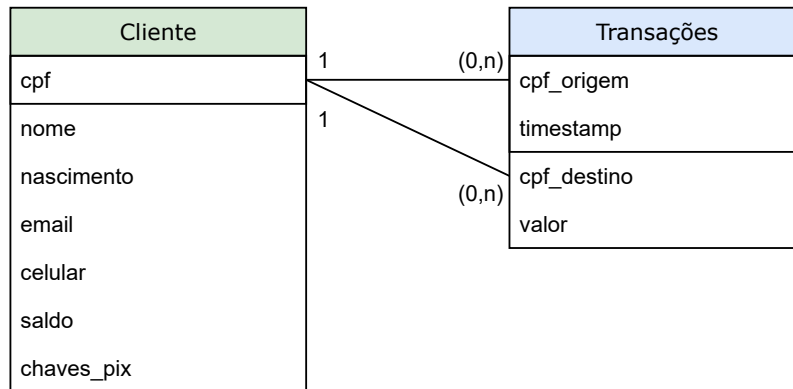 Cliente
cpf
nome
nascimento
email
celular
saldo
chaves_pix
1
(0,n)
1
(0,n)
Transações
cpf_origem
timestamp
cpf_destino
valor